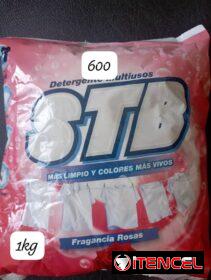 600
Detergente Multiusos
STB
MÁS LIMPIO Y COLORES MÁS VIVOS
1kg
Fragancia Rosas
ITENCEL